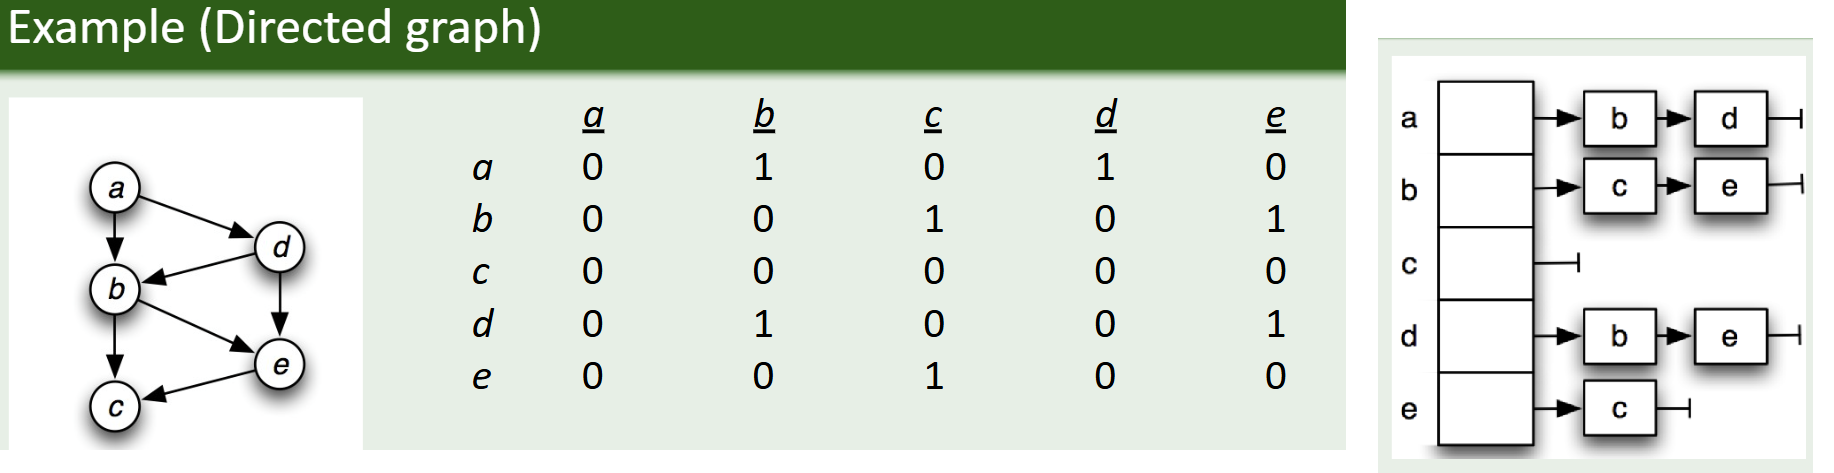 Example (Directed graph)
a
d
b
e
c
a b c d e
a 0 1 0 1 0
b 0 0 1 0 1
c 0 0 0 0 0
d 0 1 0 0 1
e 0 0 1 0 0
a b d
b c e
c
d b e
e c